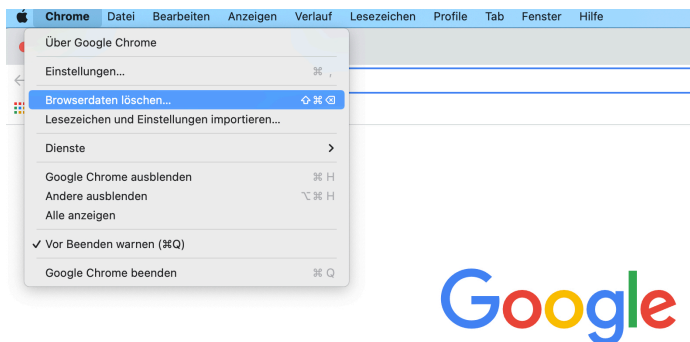 Chrome Datei Bearbeiten Anzeigen Verlauf Lesezeichen Profile Tab Fenster Hilfe
Über Google Chrome
Einstellungen... ⌘ ,
Browserdaten löschen... ⇧⌘⌫
Lesezeichen und Einstellungen importieren...
Dienste >
Google Chrome ausblenden ⌘ H
Andere ausblenden ⌥⌘ H
Alle anzeigen
✓ Vor Beenden warnen (⌘Q)
Google Chrome beenden ⌘ Q
Google